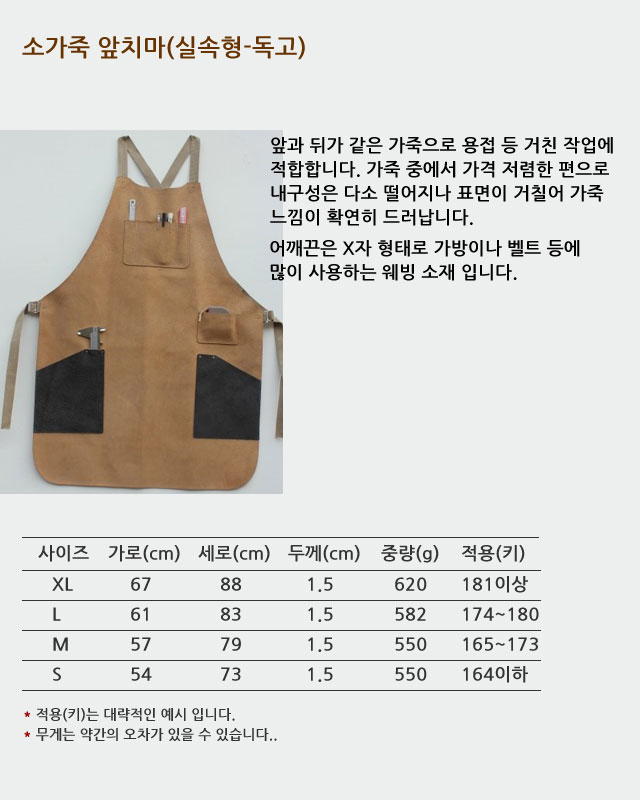 소가죽 앞치마(실속형-독고)
앞과 뒤가 같은 가죽으로 용접 등 거친 작업에
적합합니다. 가죽 중에서 가격 저렴한 편으로
내구성은 다소 떨어지나 표면이 거칠어 가죽
느낌이 확연히 드러납니다.
어깨끈은 X자 형태로 가방이나 벨트 등에
많이 사용하는 웨빙 소재 입니다.
사이즈 가로(cm) 세로(cm) 두께(cm) 중량(g) 적용(키)
XL 67 88 1.5 620 181이상
L 61 83 1.5 582 174~180
M 57 79 1.5 550 165~173
S 54 73 1.5 550 164이하
* 적용(키)는 대략적인 예시 입니다.
* 무게는 약간의 오차가 있을 수 있습니다..